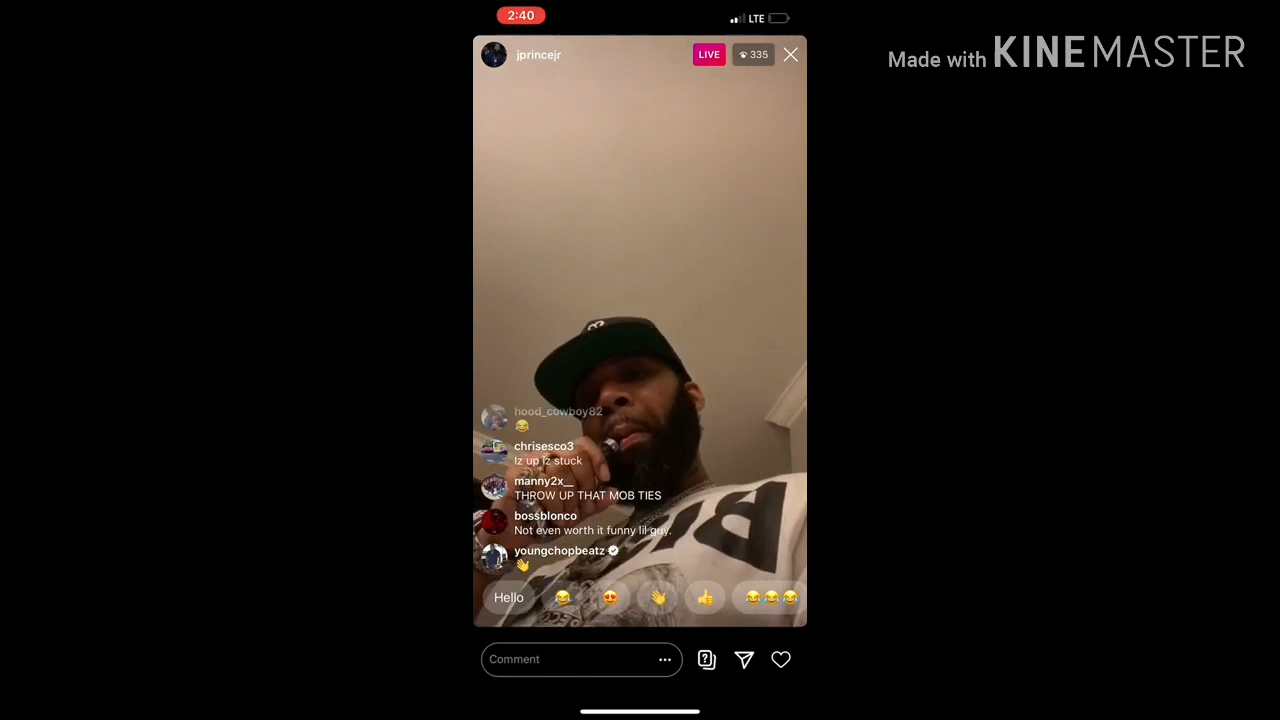 2:40
LTE
Made with KINEMASTER
jprincejr
LIVE
335
hood_cowboy82
😂
chrisesco3
Iz up iz stuck
manny2x__
THROW UP THAT MOB TIES
bossblonco
Not even worth it funny lil guy.
youngchopbeatz
👋
Hello 😂 😍 👋 👍 😂😂😂
Comment